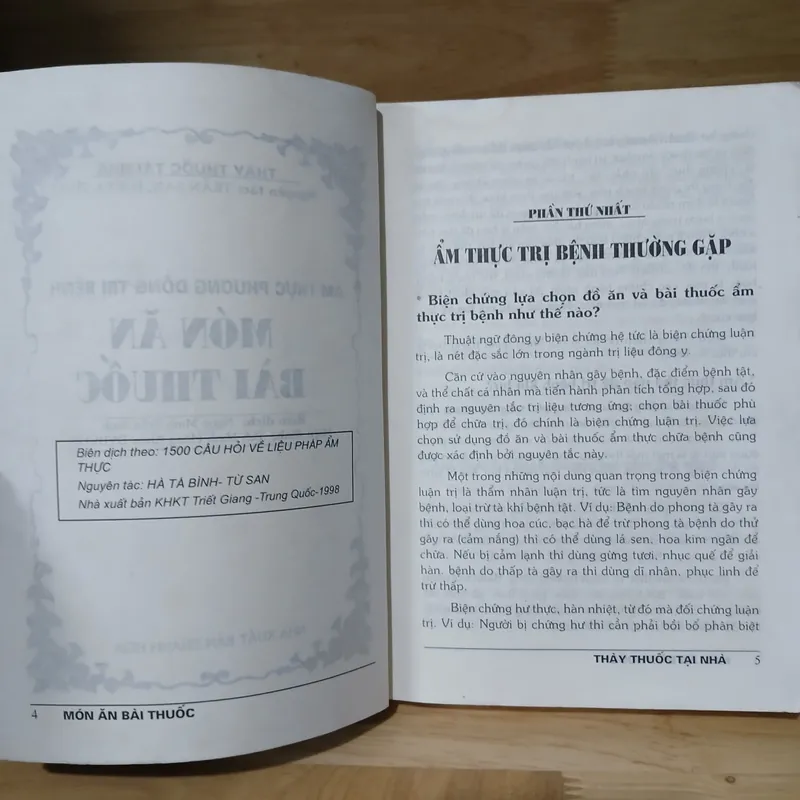 Biên dịch theo: 1500 CÂU HỎI VỀ LIỆU PHÁP ẨM
THỰC
Nguyên tác: HÀ TẢ BÌNH- TỪ SAN
Nhà xuất bản KHKT Triết Giang -Trung Quốc-1998
4 MÓN ĂN BÀI THUỐC
PHẦN THỨ NHẤT
ẨM THỰC TRỊ BỆNH THƯỜNG GẶP
* Biện chứng lựa chọn đồ ăn và bài thuốc ẩm
thực trị bệnh như thế nào?
Thuật ngữ đông y biện chứng hệ tức là biện chứng luận
trị, là nét đặc sắc lớn trong ngành trị liệu đông y.
Căn cứ vào nguyên nhân gây bệnh, đặc điểm bệnh tật,
và thể chất cá nhân mà tiến hành phân tích tổng hợp, sau đó
định ra nguyên tắc trị liệu tương ứng; chọn bài thuốc phù
hợp để chữa trị, đó chính là biện chứng luận trị. Việc lựa
chọn sử dụng đồ ăn và bài thuốc ẩm thực chữa bệnh cũng
được xác định bởi nguyên tắc này.
Một trong những nội dung quan trọng trong biện chứng
luận trị là thẩm nhân luận trị, tức là tìm nguyên nhân gây
bệnh, loại trừ tà khí bệnh tật. Ví dụ: Bệnh do phong tà gây ra
thì có thể dùng hoa cúc, bạc hà để trừ phong tà bệnh do thử
gây ra (cảm nắng) thì có thể dùng lá sen, hoa kim ngân để
chữa. Nếu bị cảm lạnh thì dùng gừng tươi, nhục quế để giải
hàn. bệnh do thấp tà gây ra thì dùng dĩ nhân, phục linh để
trừ thấp.
Biện chứng hư thực, hàn nhiệt, từ đó mà đối chứng luận
trị. Ví dụ: Người bị chứng hư thì cần phải bồi bổ phân biệt
THẦY THUỐC TẠI NHÀ 5